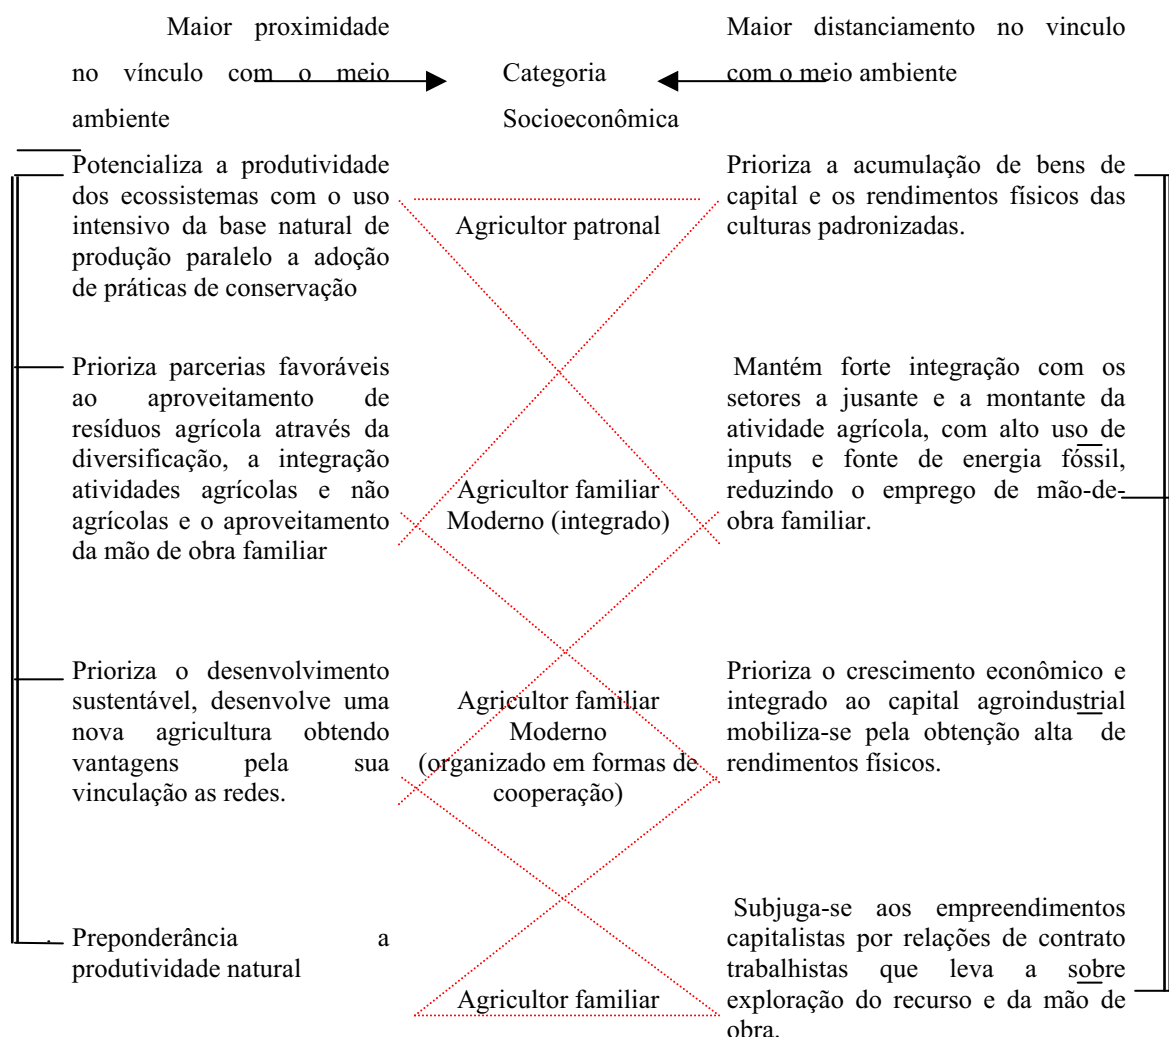 Maior proximidade
no vínculo com o meio
ambiente
Categoria
Socioeconômica
Maior distanciamento no vinculo
com o meio ambiente
Potencializa a produtividade
dos ecossistemas com o uso
intensivo da base natural de
produção paralelo a adoção
de práticas de conservação
Agricultor patronal
Prioriza a acumulação de bens de
capital e os rendimentos físicos das
culturas padronizadas.
Prioriza parcerias favoráveis
ao aproveitamento de
resíduos agrícola através da
diversificação, a integração
atividades agrícolas e não
agrícolas e o aproveitamento
da mão de obra familiar
Agricultor familiar
Moderno (integrado)
Mantém forte integração com os
setores a jusante e a montante da
atividade agrícola, com alto uso de
inputs e fonte de energia fóssil,
reduzindo o emprego de mão-de-
obra familiar.
Prioriza o desenvolvimento
sustentável, desenvolve uma
nova agricultura obtendo
vantagens pela sua
vinculação as redes.
Agricultor familiar
Moderno
(organizado em formas de
cooperação)
Prioriza o crescimento econômico e
integrado ao capital agroindustrial
mobiliza-se pela obtenção alta de
rendimentos físicos.
Preponderância a
produtividade natural
Agricultor familiar
Subjuga-se aos empreendimentos
capitalistas por relações de contrato
trabalhistas que leva a sobre
exploração do recurso e da mão de
obra.